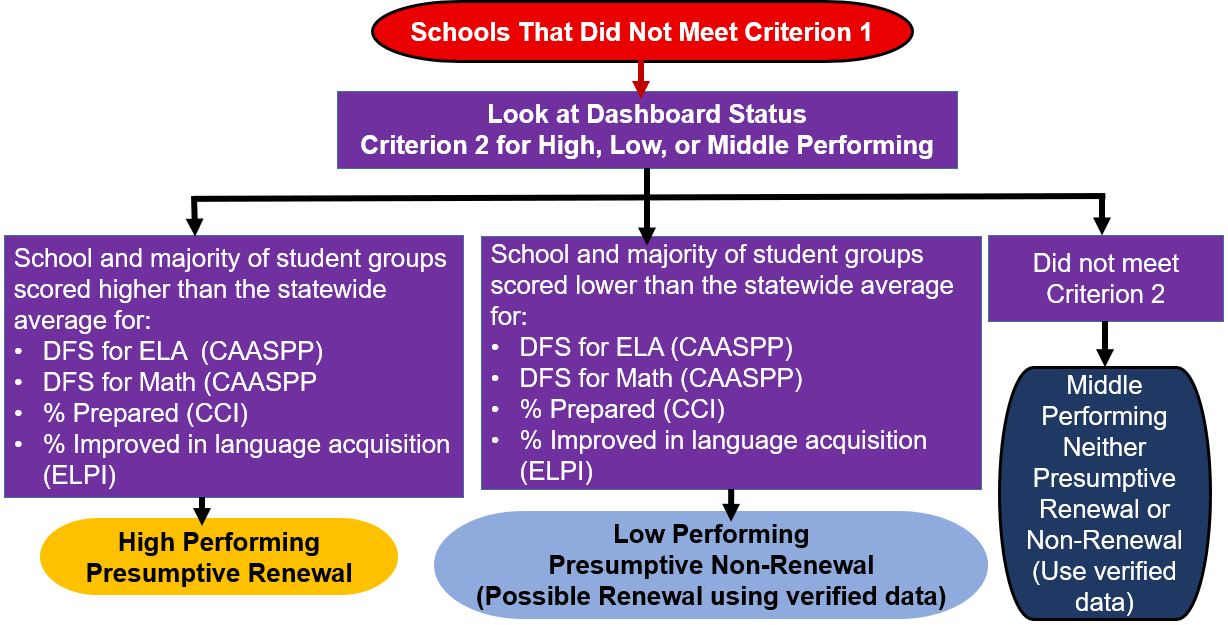 Schools That Did Not Meet Criterion 1
Look at Dashboard Status
Criterion 2 for High, Low, or Middle Performing
School and majority of student groups
scored higher than the statewide
average for:
• DFS for ELA (CAASPP)
• DFS for Math (CAASPP
• % Prepared (CCI)
• % Improved in language acquisition
(ELPI)
High Performing
Presumptive Renewal
School and majority of student groups
scored lower than the statewide average
for:
• DFS for ELA (CAASPP)
• DFS for Math (CAASPP)
• % Prepared (CCI)
• % Improved in language acquisition
(ELPI)
Low Performing
Presumptive Non-Renewal
(Possible Renewal using verified data)
Did not meet
Criterion 2
Middle
Performing
Neither
Presumptive
Renewal or
Non-Renewal
(Use verified
data)